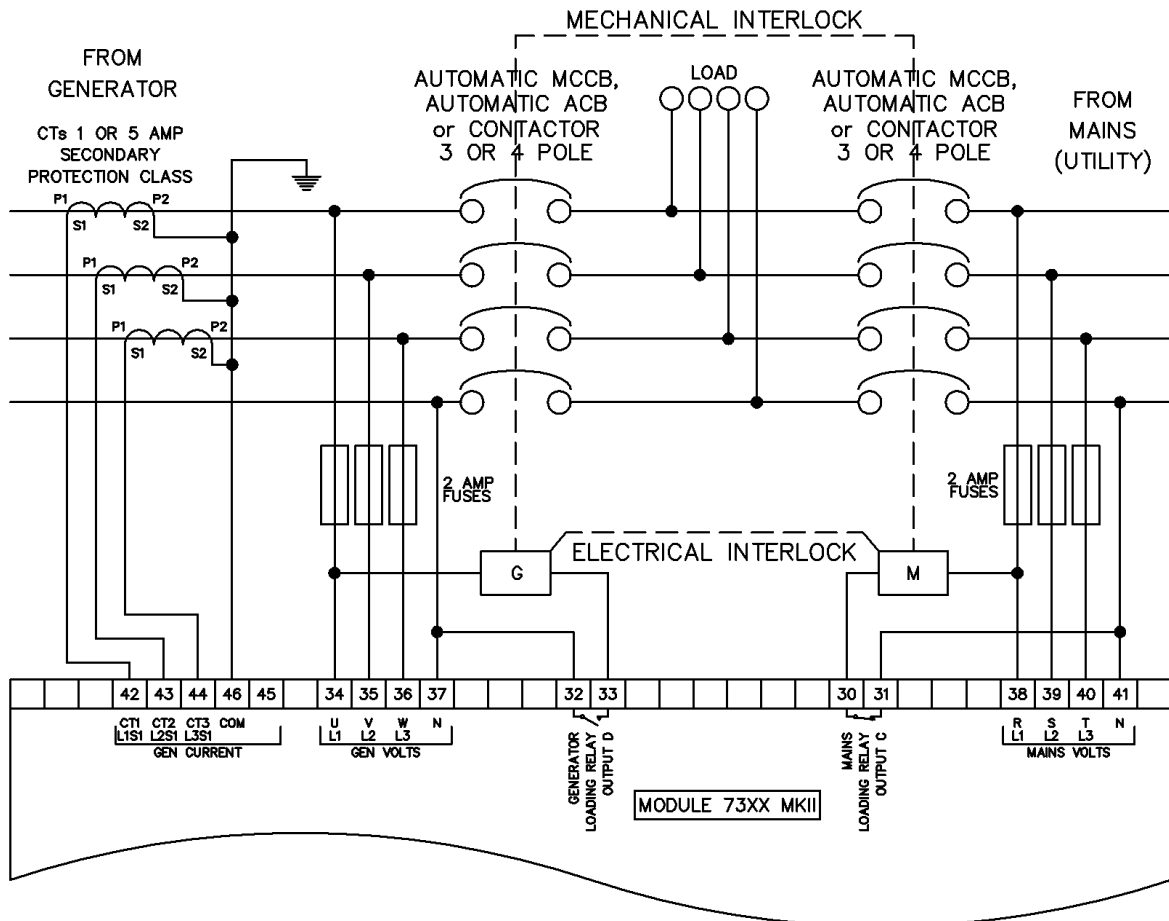 MECHANICAL INTERLOCK
FROM
GENERATOR
CTs 1 OR 5 AMP
SECONDARY
PROTECTION CLASS
AUTOMATIC MCCB,
AUTOMATIC ACB
or CONTACTOR
3 OR 4 POLE
LOAD
AUTOMATIC MCCB,
AUTOMATIC ACB
or CONTACTOR
3 OR 4 POLE
FROM
MAINS
(UTILITY)
P1 P2
S1 S2
P1 P2
S1 S2
P1 P2
S1 S2
2 AMP
FUSES
2 AMP
FUSES
ELECTRICAL INTERLOCK
G
M
42 43 44 46 45 34 35 36 37 32 33 30 31 38 39 40 41
CT1 CT2 CT3 COM
L1S1 L2S1 L3S1
GEN CURRENT
U V W N
L1 L2 L3
GEN VOLTS
GENERATOR
LOADING RELAY
OUTPUT D
MAINS
LOADING RELAY
OUTPUT C
R S T N
L1 L2 L3
MAINS VOLTS
MODULE 73XX MKII